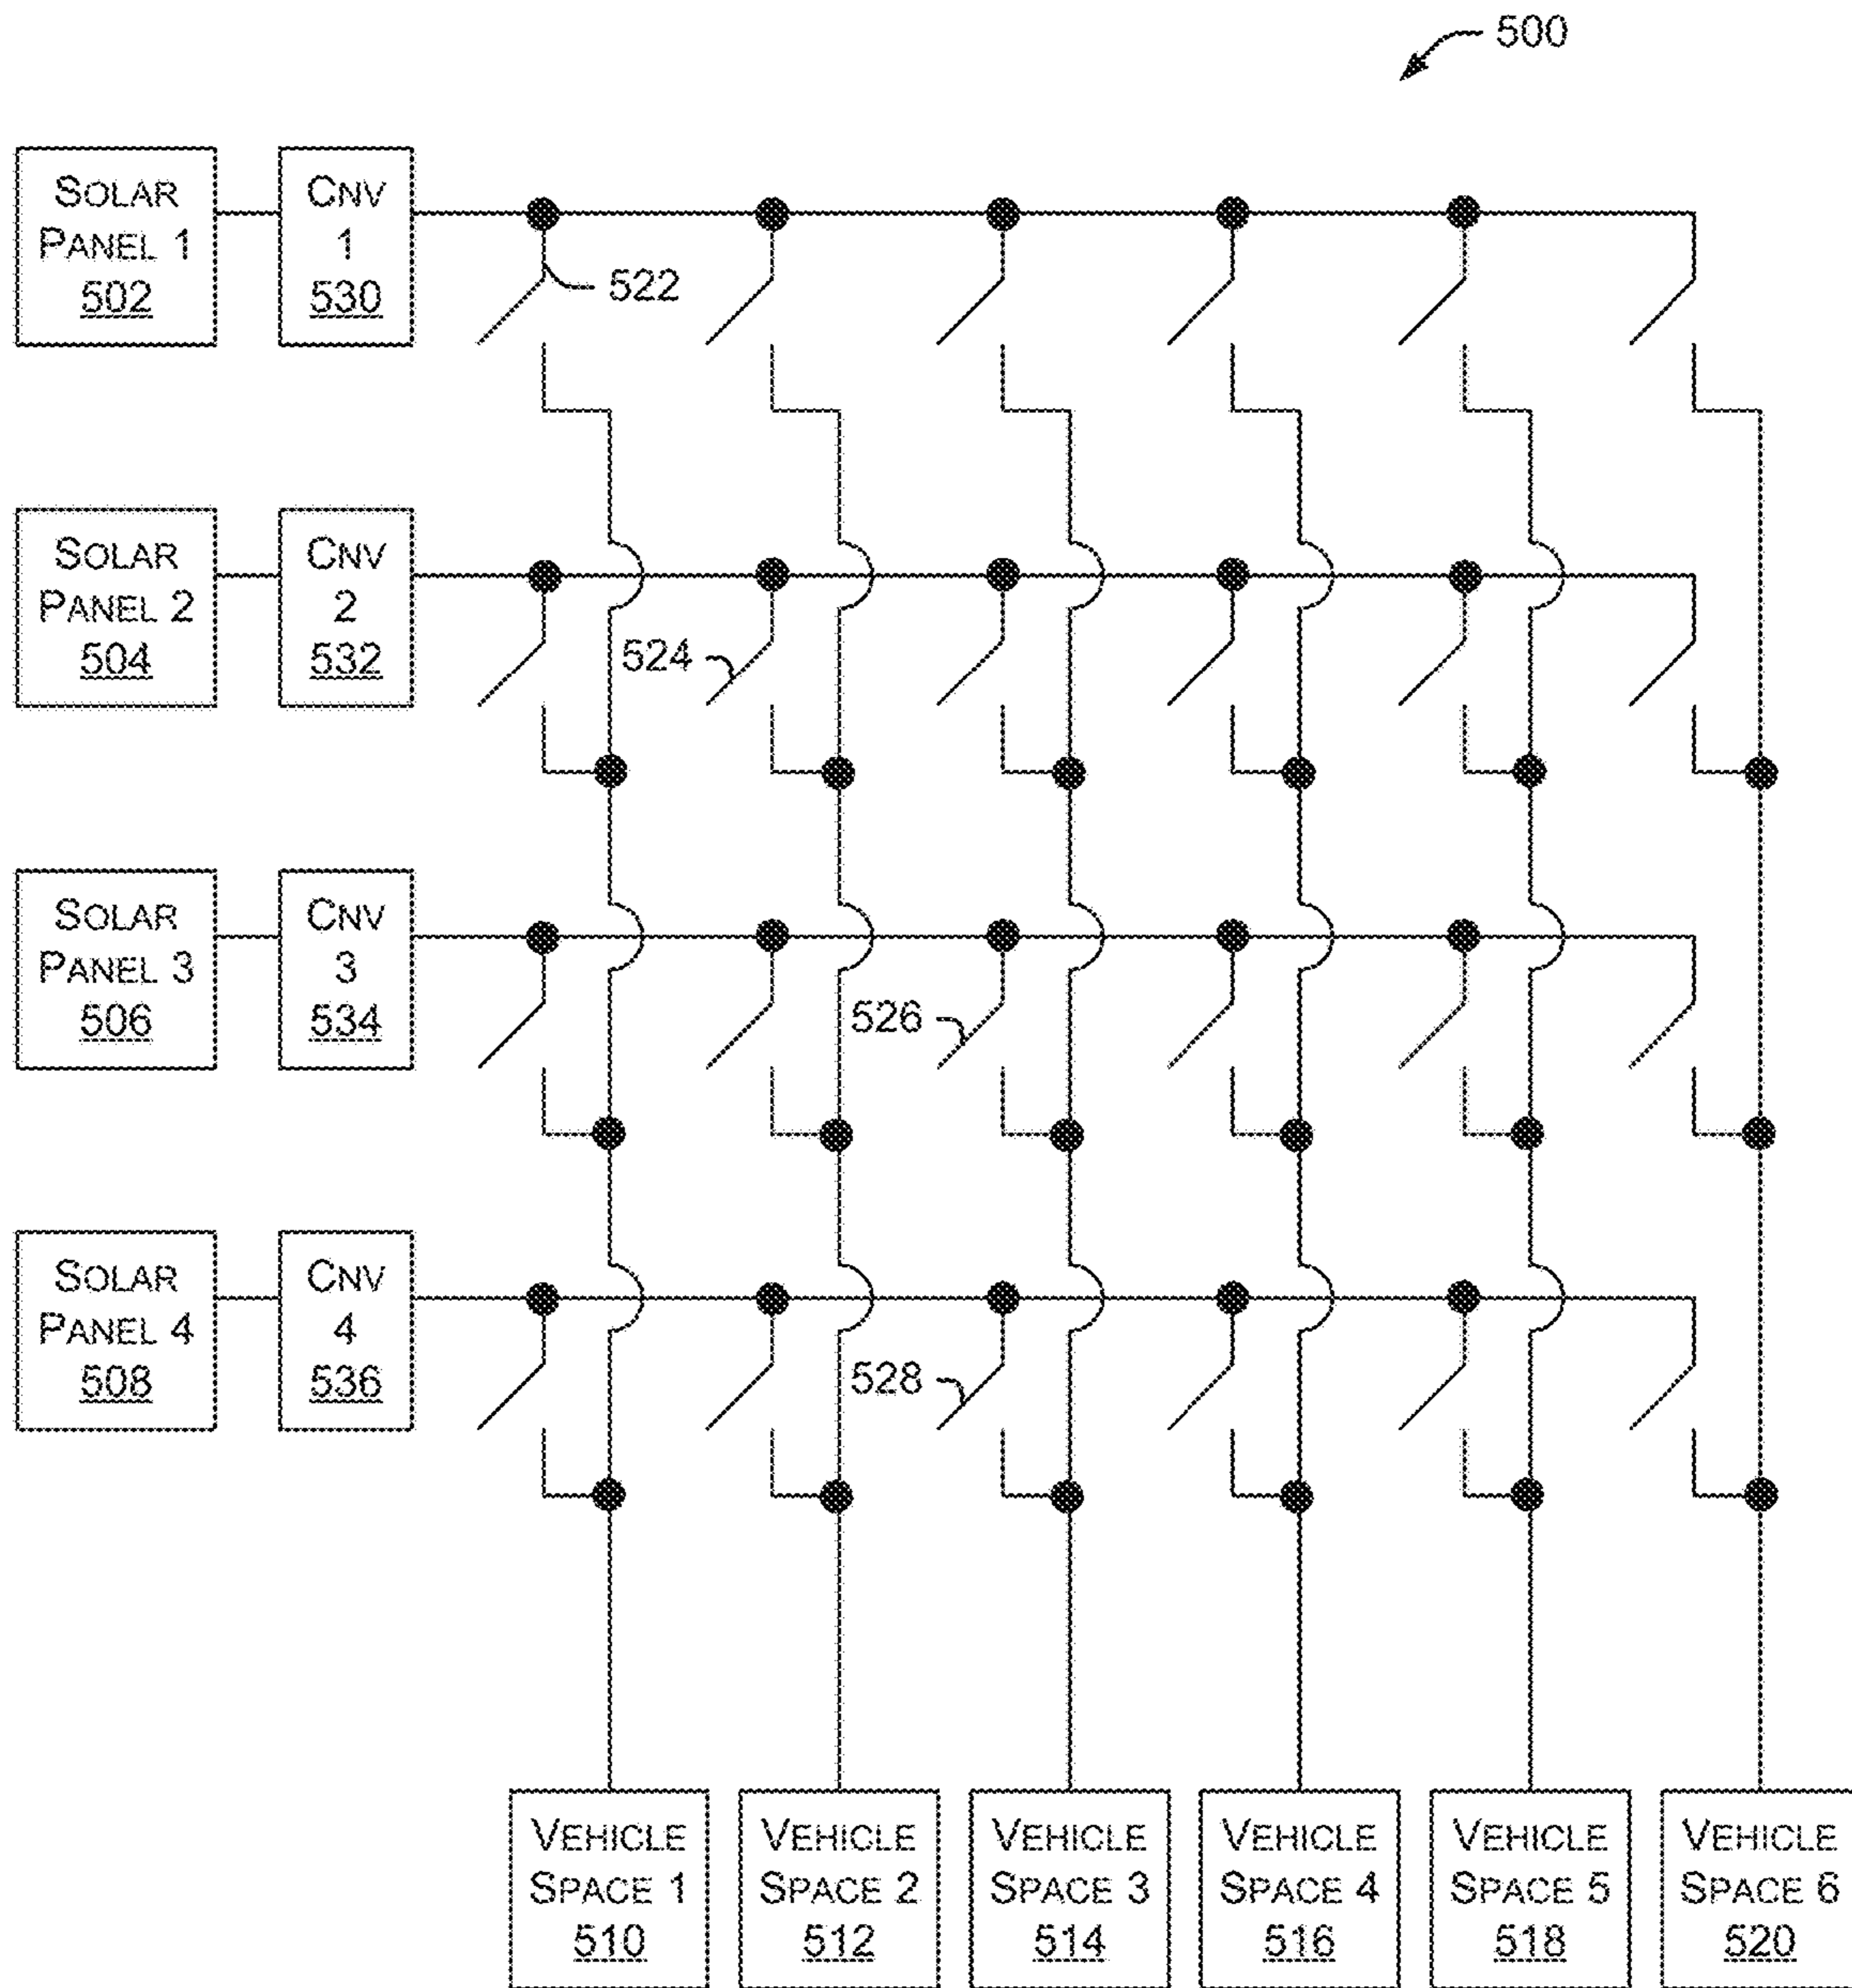 500
SOLAR
PANEL 1
502
CNV
1
530
522
SOLAR
PANEL 2
504
CNV
2
532
524
SOLAR
PANEL 3
506
CNV
3
534
526
SOLAR
PANEL 4
508
CNV
4
536
528
VEHICLE
SPACE 1
510
VEHICLE
SPACE 2
512
VEHICLE
SPACE 3
514
VEHICLE
SPACE 4
516
VEHICLE
SPACE 5
518
VEHICLE
SPACE 6
520